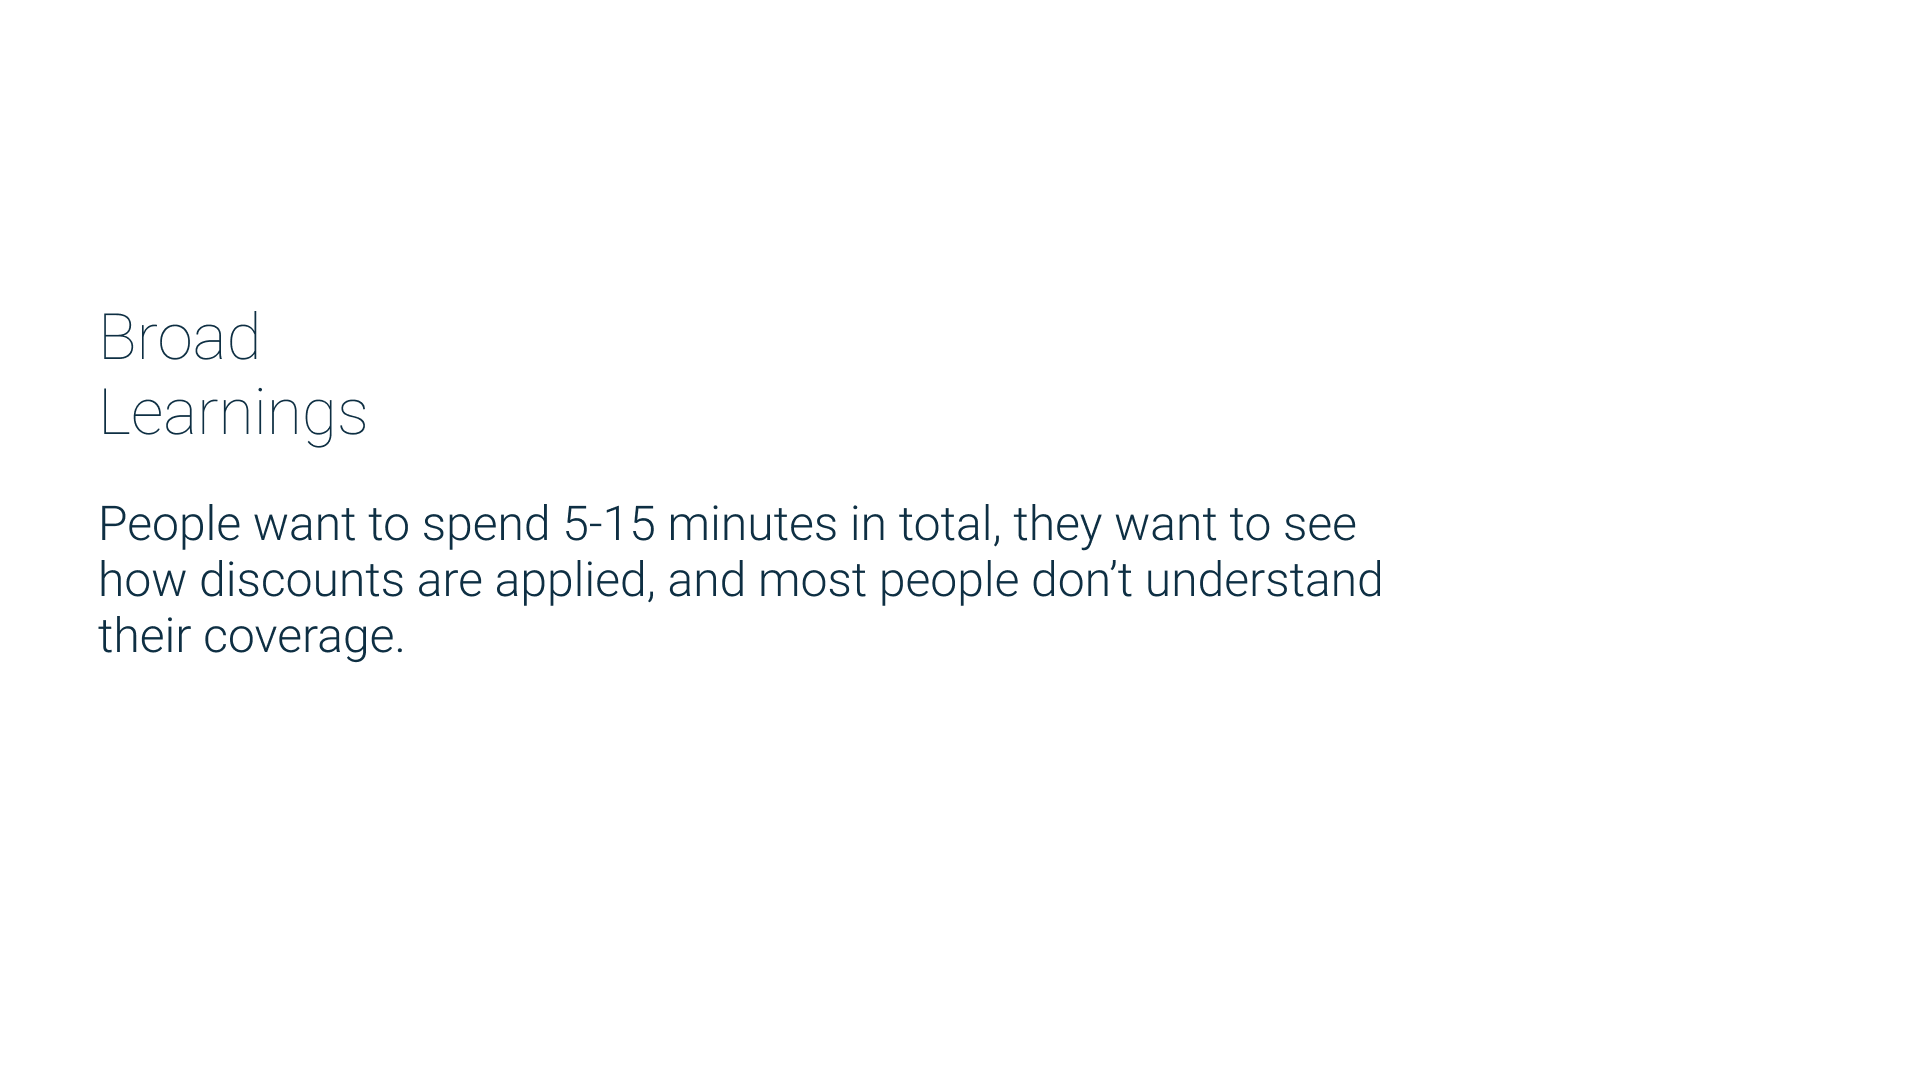 Broad
Learnings
People want to spend 5-15 minutes in total, they want to see
how discounts are applied, and most people don’t understand
their coverage.